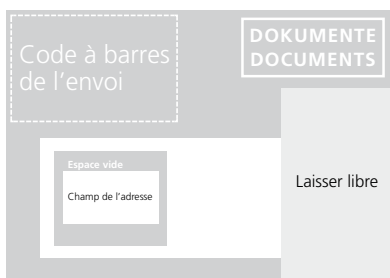 Code à barres
de l’envoi
DOKUMENTE
DOCUMENTS
Espace vide
Champ de l’adresse
Laisser libre